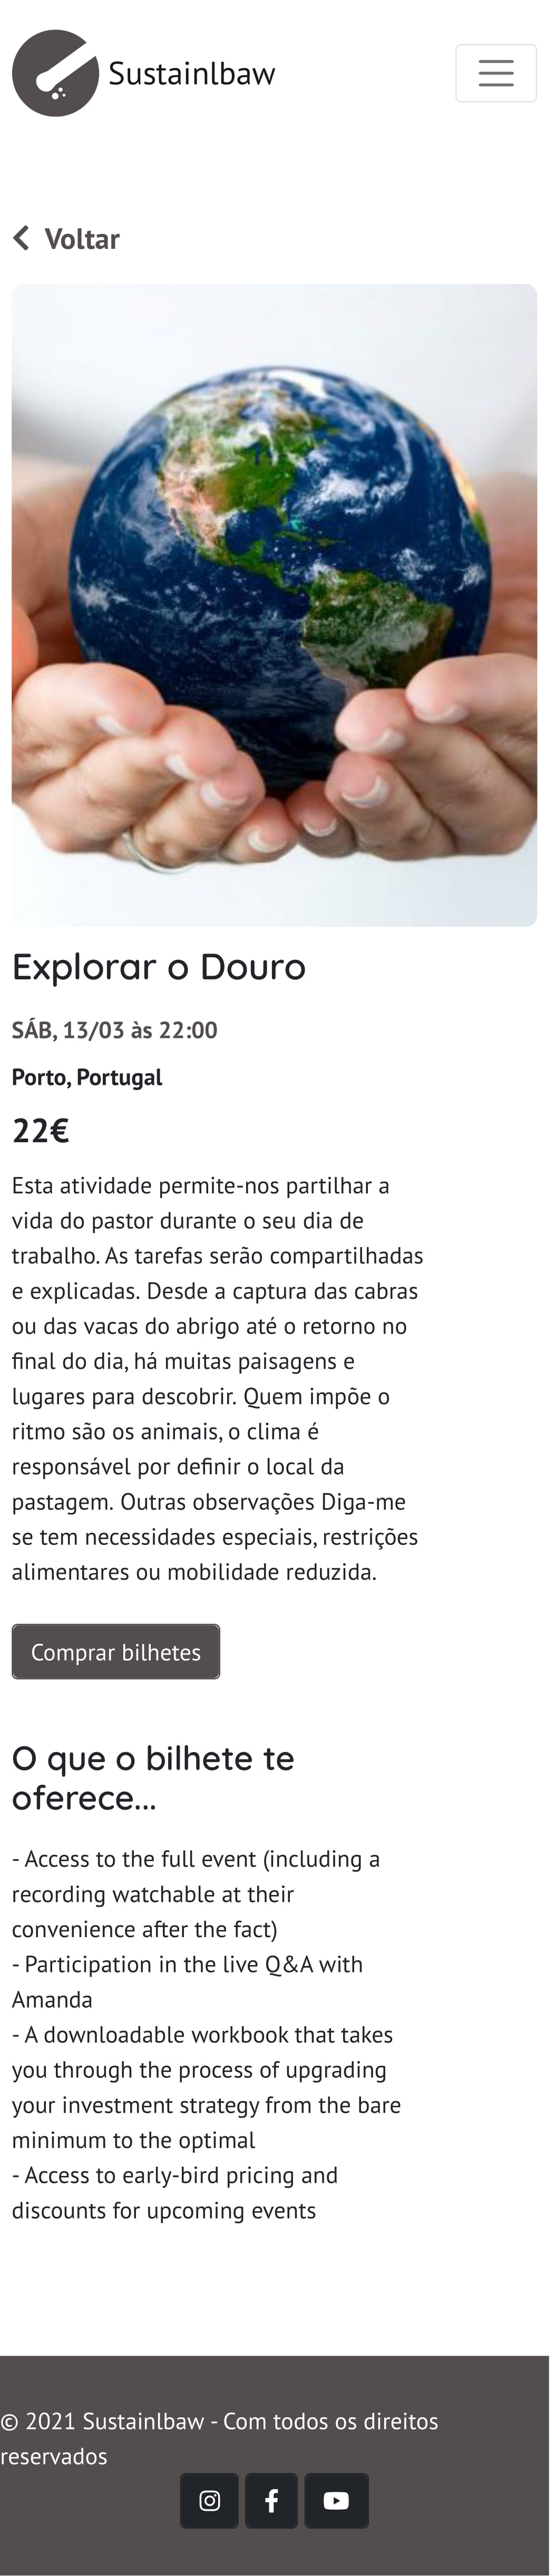 Sustainlbaw
Voltar
Explorar o Douro
SÁB, 13/03 às 22:00
Porto, Portugal
22€
Esta atividade permite-nos partilhar a
vida do pastor durante o seu dia de
trabalho. As tarefas serão compartilhadas
e explicadas. Desde a captura das cabras
ou das vacas do abrigo até o retorno no
final do dia, há muitas paisagens e
lugares para descobrir. Quem impõe o
ritmo são os animais, o clima é
responsável por definir o local da
pastagem. Outras observações Diga-me
se tem necessidades especiais, restrições
alimentares ou mobilidade reduzida.
Comprar bilhetes
O que o bilhete te
oferece...
- Access to the full event (including a
recording watchable at their
convenience after the fact)
- Participation in the live Q&A with
Amanda
- A downloadable workbook that takes
you through the process of upgrading
your investment strategy from the bare
minimum to the optimal
- Access to early-bird pricing and
discounts for upcoming events
© 2021 Sustainlbaw - Com todos os direitos
reservados